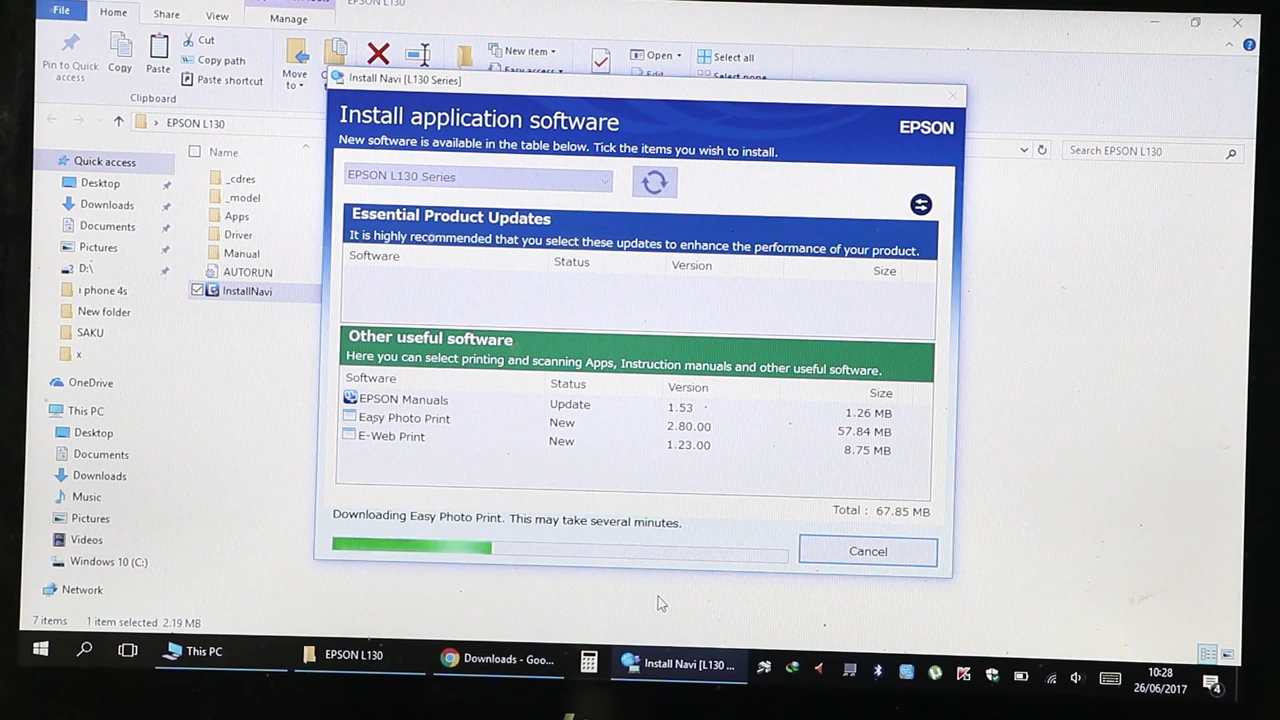 EPSON L130
File
Home
Share
View
Manage
Pin to Quick access
Copy
Paste
Cut
Copy path
Paste shortcut
Move to
New item
Easy access
Open
Edit
Select all
Select none
Clipboard
EPSON L130
Search EPSON L130
Quick access
Desktop
Downloads
Documents
Pictures
D:\
i phone 4s
New folder
SAKU
x
OneDrive
This PC
Desktop
Documents
Downloads
Music
Pictures
Videos
Windows 10 (C:)
Network
Name
_cdres
_model
Apps
Driver
Manual
AUTORUN
InstallNavi
Install Navi [L130 Series]
Install application software
EPSON
New software is available in the table below. Tick the items you wish to install.
EPSON L130 Series
Essential Product Updates
It is highly recommended that you select these updates to enhance the performance of your product.
Software Status Version Size
Other useful software
Here you can select printing and scanning Apps, Instruction manuals and other useful software.
Software Status Version Size
EPSON Manuals Update 1.53 1.26 MB
Easy Photo Print New 2.80.00 57.84 MB
E-Web Print New 1.23.00 8.75 MB
Total : 67.85 MB
Downloading Easy Photo Print. This may take several minutes.
Cancel
7 items 1 item selected 2.19 MB
This PC
EPSON L130
Downloads - Goo...
Install Navi [L130 ...
10:28
26/06/2017
4